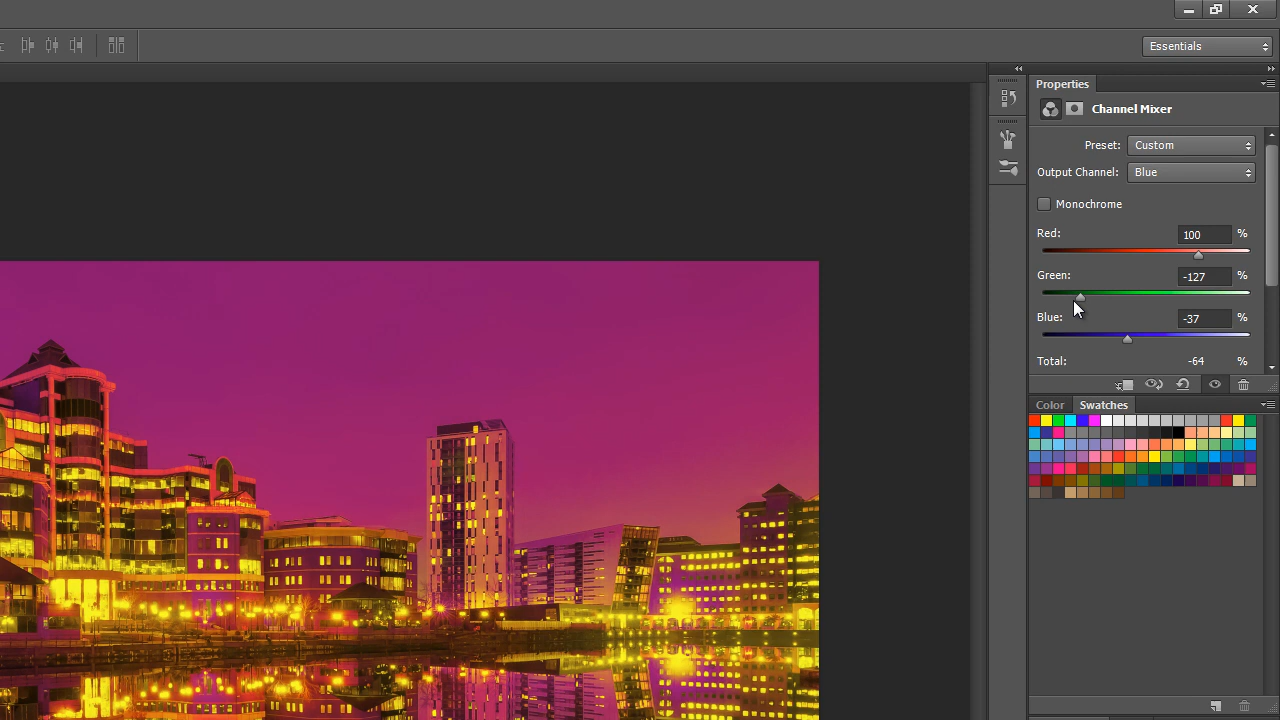 Essentials
Properties
Channel Mixer
Preset: Custom
Output Channel: Blue
Monochrome
Red: 100 %
Green: -127 %
Blue: -37 %
Total: -64 %
Color Swatches